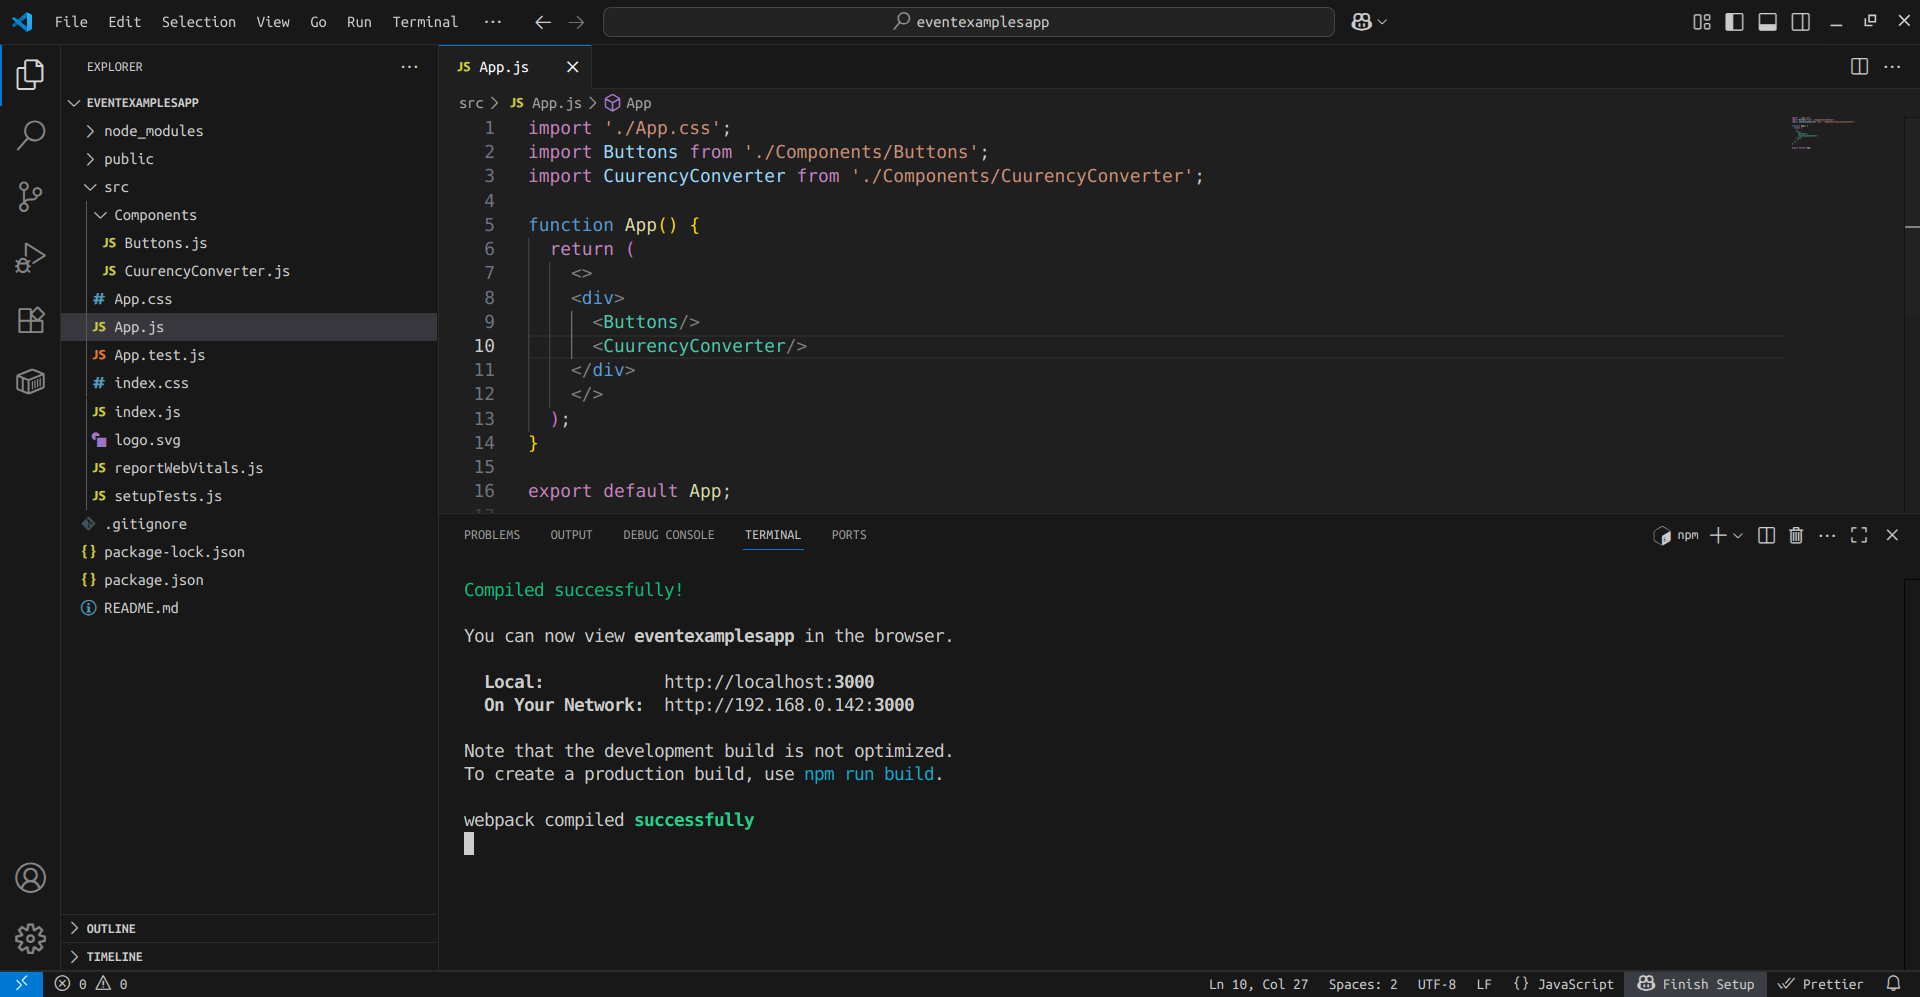 File Edit Selection View Go Run Terminal ··· eventexamplesapp
EXPLORER ···
EVENTEXAMPLESAPP
node_modules
public
src
Components
JS Buttons.js
JS CuurencyConverter.js
# App.css
JS App.js
JS App.test.js
# index.css
JS index.js
logo.svg
JS reportWebVitals.js
JS setupTests.js
.gitignore
{} package-lock.json
{} package.json
README.md
OUTLINE
TIMELINE
JS App.js
src > JS App.js > App
1 import './App.css';
2 import Buttons from './Components/Buttons';
3 import CuurencyConverter from './Components/CuurencyConverter';
4
5 function App() {
6 return (
7 <>
8 <div>
9 <Buttons/>
10 <CuurencyConverter/>
11 </div>
12 </>
13 );
14 }
15
16 export default App;
17
PROBLEMS OUTPUT DEBUG CONSOLE TERMINAL PORTS npm
Compiled successfully!
You can now view eventexamplesapp in the browser.
Local: http://localhost:3000
On Your Network: http://192.168.0.142:3000
Note that the development build is not optimized.
To create a production build, use npm run build.
webpack compiled successfully
0 0 Ln 10, Col 27 Spaces: 2 UTF-8 LF {} JavaScript Finish Setup Prettier